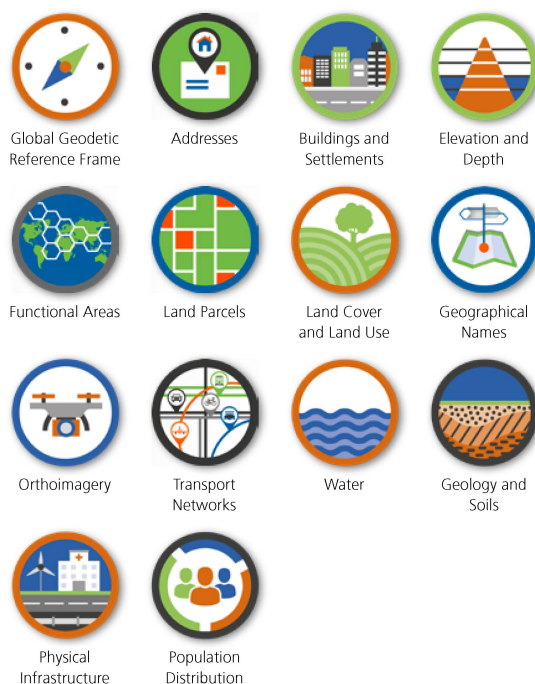 Global Geodetic
Reference Frame
Addresses
Buildings and
Settlements
Elevation and
Depth
Functional Areas
Land Parcels
Land Cover
and Land Use
Geographical
Names
Orthoimagery
Transport
Networks
Water
Geology and
Soils
Physical
Infrastructure
Population
Distribution